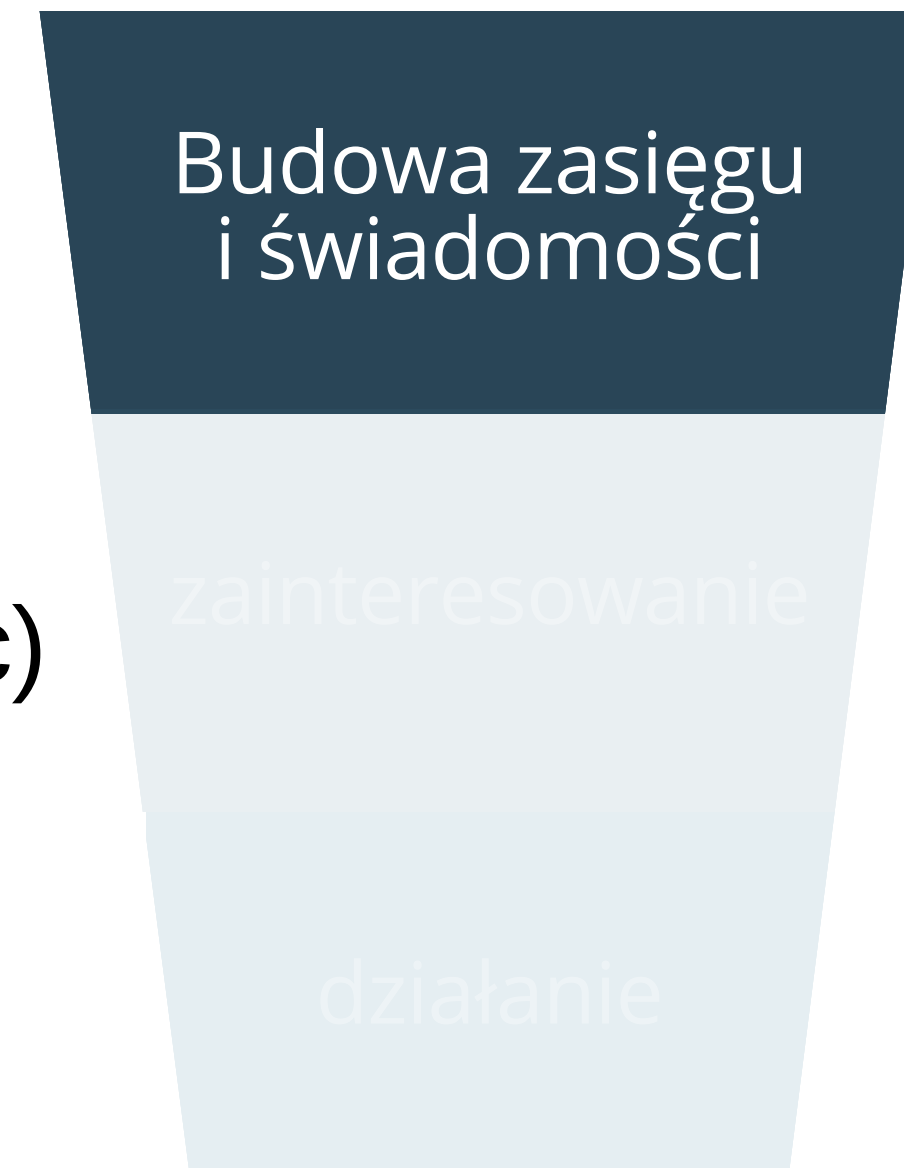 Budowa zasięgu
i świadomości
zainteresowanie
c)
działanie